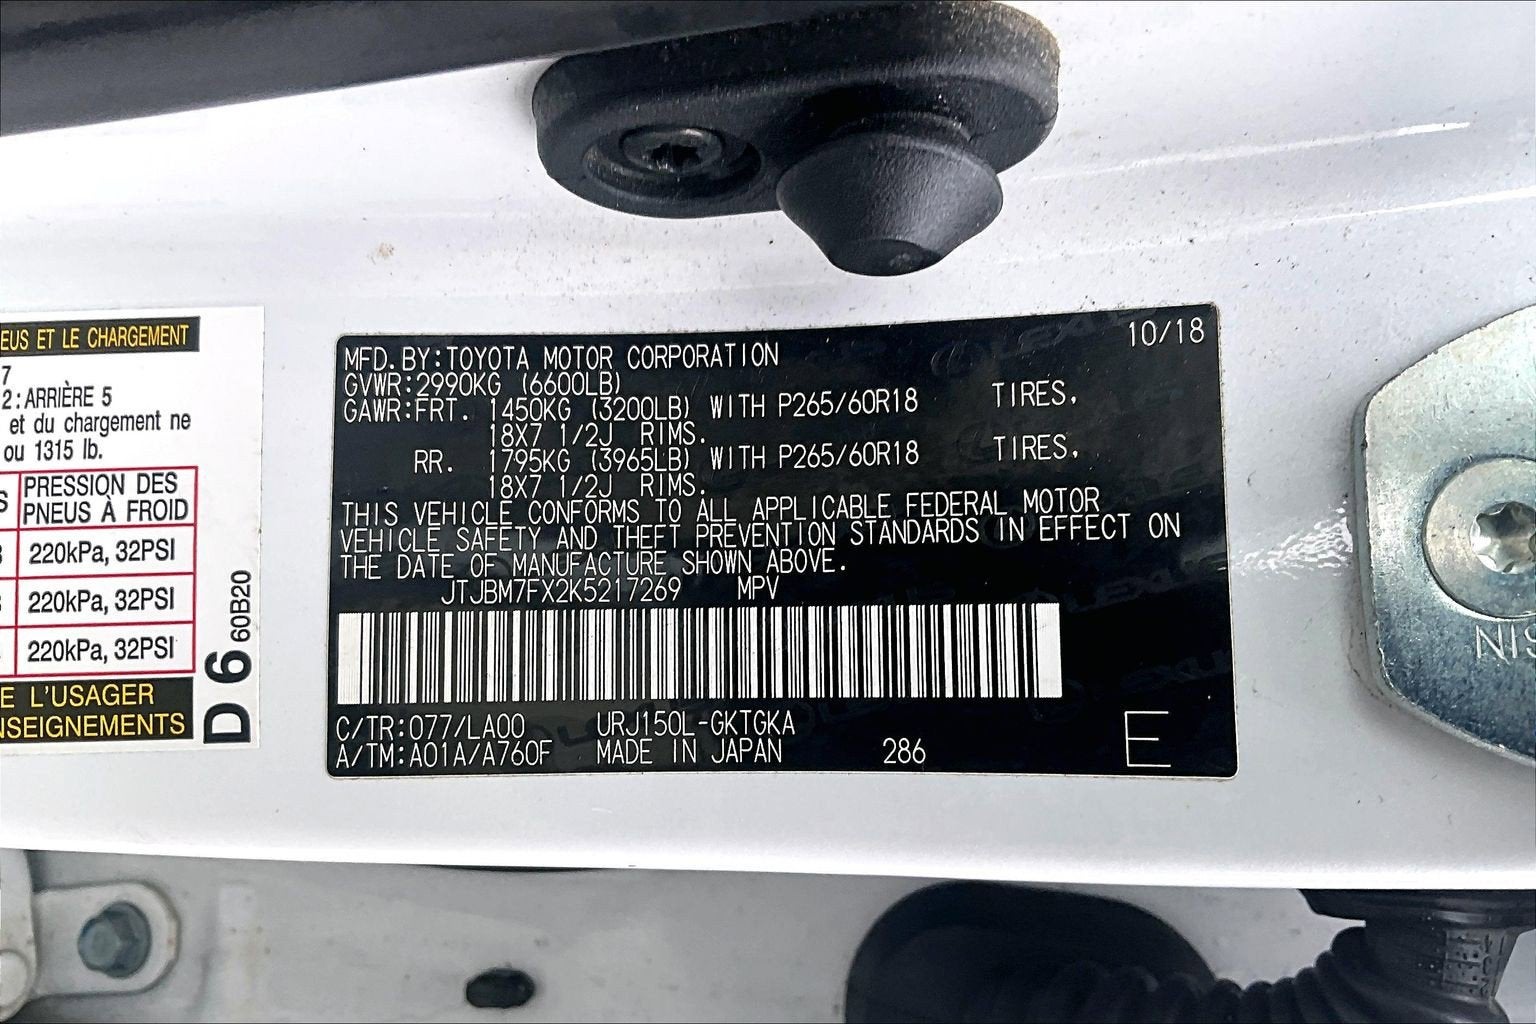 EUS ET LE CHARGEMENT
7
2:ARRIÈRE 5
et du chargement ne
ou 1315 lb.
S PRESSION DES
PNEUS À FROID
220kPa, 32PSI
220kPa, 32PSI
220kPa, 32PSI
E L'USAGER
NSEIGNEMENTS
D6 60B20
10/18
MFD.BY:TOYOTA MOTOR CORPORATION
GVWR:2990KG (6600LB)
GAWR:FRT. 1450KG (3200LB) WITH P265/60R18 TIRES,
18X7 1/2J RIMS.
RR. 1795KG (3965LB) WITH P265/60R18 TIRES,
18X7 1/2J RIMS.
THIS VEHICLE CONFORMS TO ALL APPLICABLE FEDERAL MOTOR
VEHICLE SAFETY AND THEFT PREVENTION STANDARDS IN EFFECT ON
THE DATE OF MANUFACTURE SHOWN ABOVE.
JTJBM7FX2K5217269 MPV
C/TR:077/LA00 URJ150L-GKTGKA
A/TM:A01A/A760F MADE IN JAPAN 286 E
NIS